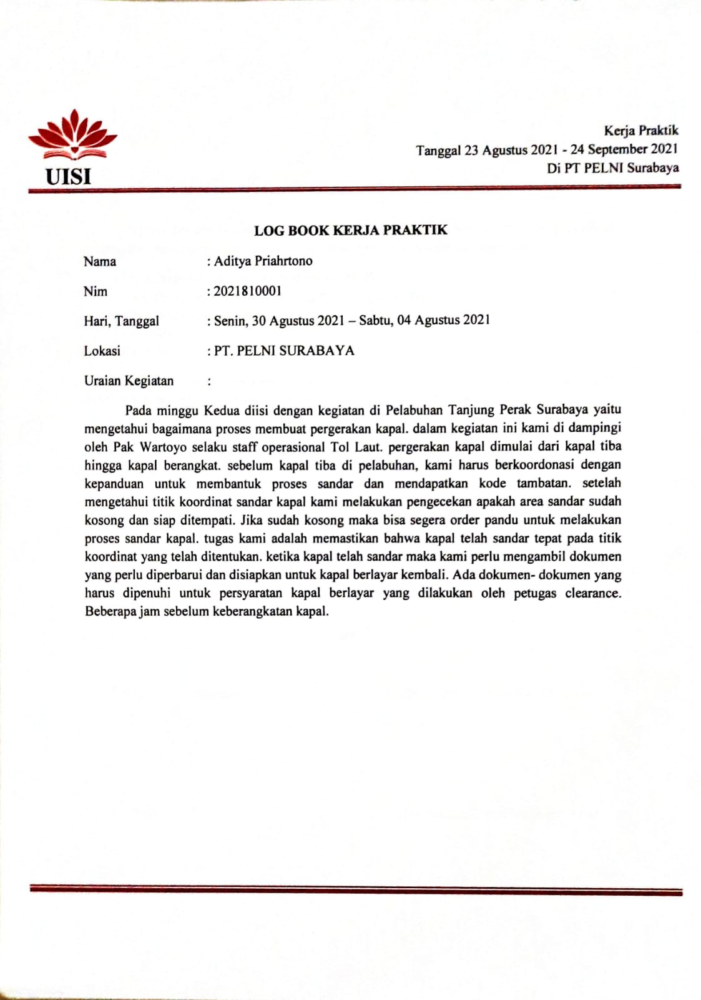 UISI
Kerja Praktik
Tanggal 23 Agustus 2021 - 24 September 2021
Di PT PELNI Surabaya
LOG BOOK KERJA PRAKTIK
Nama : Aditya Priahrtono
Nim : 2021810001
Hari, Tanggal : Senin, 30 Agustus 2021 – Sabtu, 04 Agustus 2021
Lokasi : PT. PELNI SURABAYA
Uraian Kegiatan :
Pada minggu Kedua diisi dengan kegiatan di Pelabuhan Tanjung Perak Surabaya yaitu
mengetahui bagaimana proses membuat pergerakan kapal. dalam kegiatan ini kami di dampingi
oleh Pak Wartoyo selaku staff operasional Tol Laut. pergerakan kapal dimulai dari kapal tiba
hingga kapal berangkat. sebelum kapal tiba di pelabuhan, kami harus berkoordonasi dengan
kepanduan untuk membantuk proses sandar dan mendapatkan kode tambatan. setelah
mengetahui titik koordinat sandar kapal kami melakukan pengecekan apakah area sandar sudah
kosong dan siap ditempati. Jika sudah kosong maka bisa segera order pandu untuk melakukan
proses sandar kapal. tugas kami adalah memastikan bahwa kapal telah sandar tepat pada titik
koordinat yang telah ditentukan. ketika kapal telah sandar maka kami perlu mengambil dokumen
yang perlu diperbarui dan disiapkan untuk kapal berlayar kembali. Ada dokumen- dokumen yang
harus dipenuhi untuk persyaratan kapal berlayar yang dilakukan oleh petugas clearance.
Beberapa jam sebelum keberangkatan kapal.